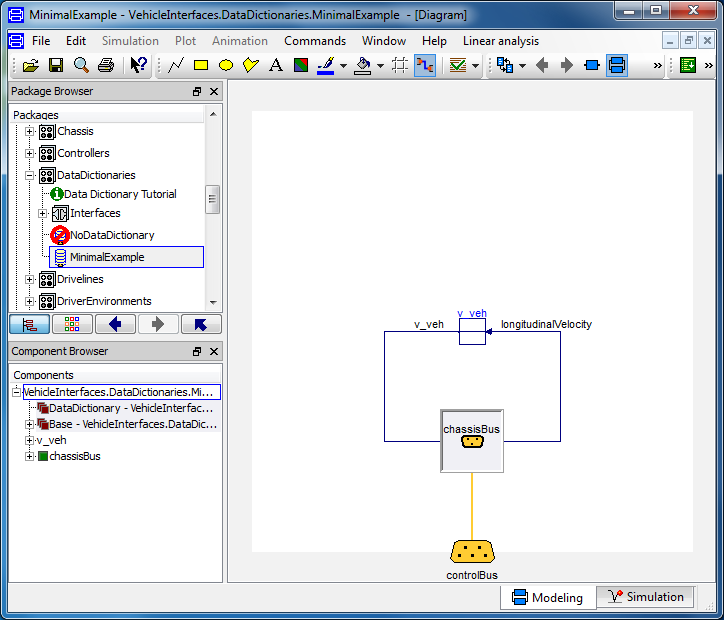 MinimalExample - VehicleInterfaces.DataDictionaries.MinimalExample - [Diagram]
File Edit Simulation Plot Animation Commands Window Help Linear analysis
A
Package Browser
Packages
Chassis
Controllers
DataDictionaries
Data Dictionary Tutorial
Interfaces
NoDataDictionary
MinimalExample
Drivelines
DriverEnvironments
Component Browser
Components
VehicleInterfaces.DataDictionaries.Mi...
DataDictionary - VehicleInterfac...
Base - VehicleInterfaces.DataDic...
v_veh
chassisBus
v_veh
v_veh
longitudinalVelocity
chassisBus
controlBus
Modeling
Simulation